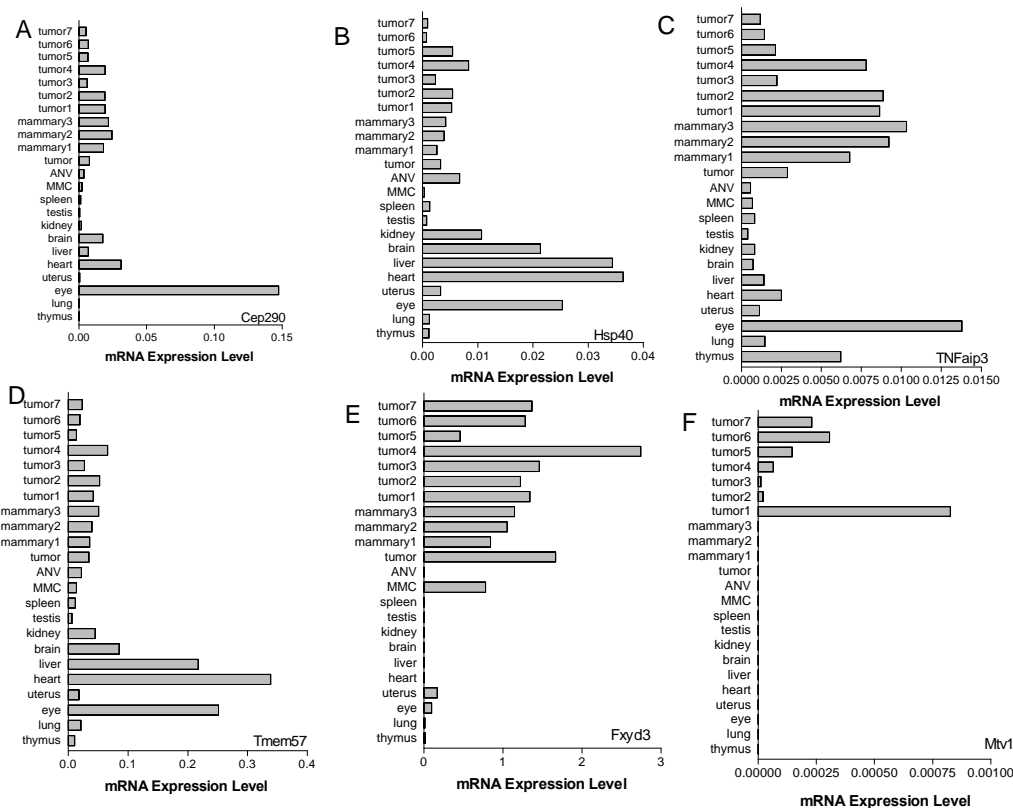 A
tumor7
tumor6
tumor5
tumor4
tumor3
tumor2
tumor1
mammary3
mammary2
mammary1
tumor
ANV
MMC
spleen
testis
kidney
brain
liver
heart
uterus
eye
lung
thymus
Cep290
0.00 0.05 0.10 0.15
mRNA Expression Level
B
tumor7
tumor6
tumor5
tumor4
tumor3
tumor2
tumor1
mammary3
mammary2
mammary1
tumor
ANV
MMC
spleen
testis
kidney
brain
liver
heart
uterus
eye
lung
thymus
Hsp40
0.00 0.01 0.02 0.03 0.04
mRNA Expression Level
C
tumor7
tumor6
tumor5
tumor4
tumor3
tumor2
tumor1
mammary3
mammary2
mammary1
tumor
ANV
MMC
spleen
testis
kidney
brain
liver
heart
uterus
eye
lung
thymus
TNFaip3
0.0000 0.0025 0.0050 0.0075 0.0100 0.0125 0.0150
mRNA Expression Level
D
tumor7
tumor6
tumor5
tumor4
tumor3
tumor2
tumor1
mammary3
mammary2
mammary1
tumor
ANV
MMC
spleen
testis
kidney
brain
liver
heart
uterus
eye
lung
thymus
Tmem57
0.0 0.1 0.2 0.3 0.4
mRNA Expression Level
E
tumor7
tumor6
tumor5
tumor4
tumor3
tumor2
tumor1
mammary3
mammary2
mammary1
tumor
ANV
MMC
spleen
testis
kidney
brain
liver
heart
uterus
eye
lung
thymus
Fxyd3
0 1 2 3
mRNA Expression Level
F
tumor7
tumor6
tumor5
tumor4
tumor3
tumor2
tumor1
mammary3
mammary2
mammary1
tumor
ANV
MMC
spleen
testis
kidney
brain
liver
heart
uterus
eye
lung
thymus
Mtv1
0.00000 0.00025 0.00050 0.00075 0.00100
mRNA Expression Level